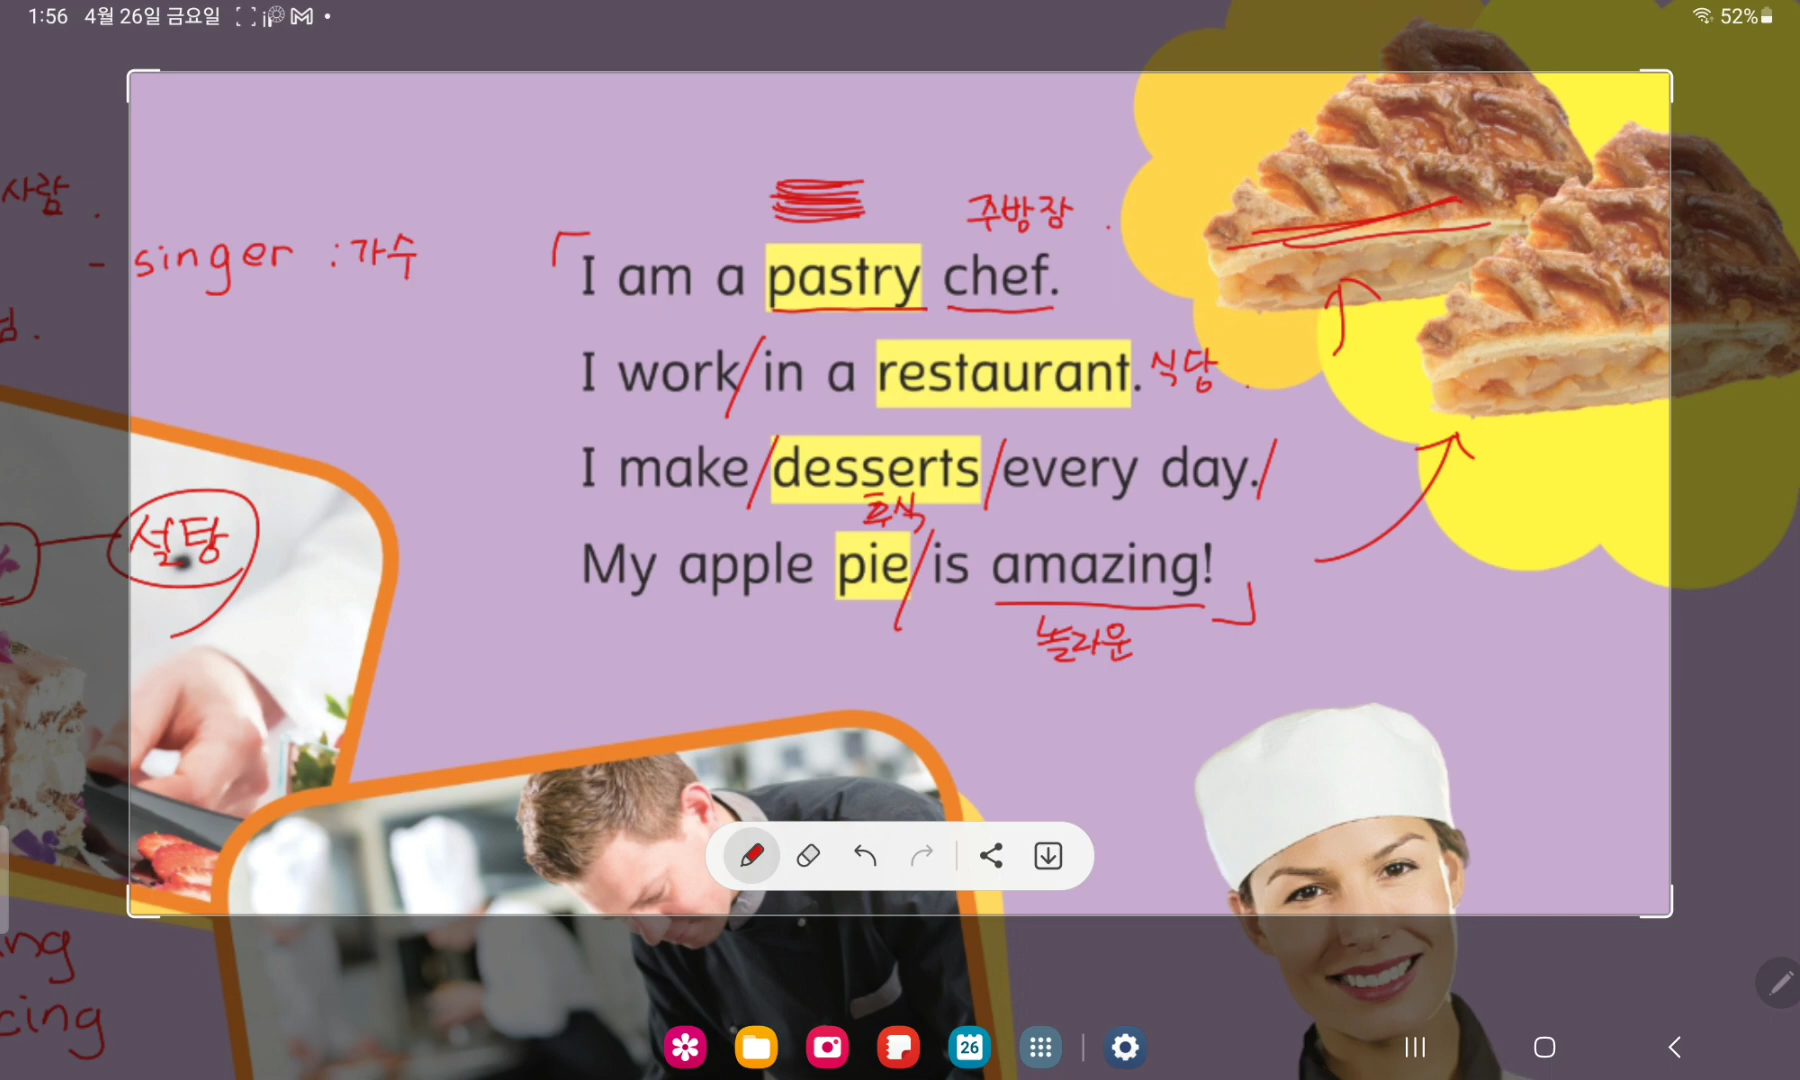 1:56 4월 26일 금요일
52%
사람.
- singer : 가수
주방장.
I am a pastry chef.
I work in a restaurant. 식당.
I make desserts every day.
후식
My apple pie is amazing!
놀라운
설탕
ing
cing
26